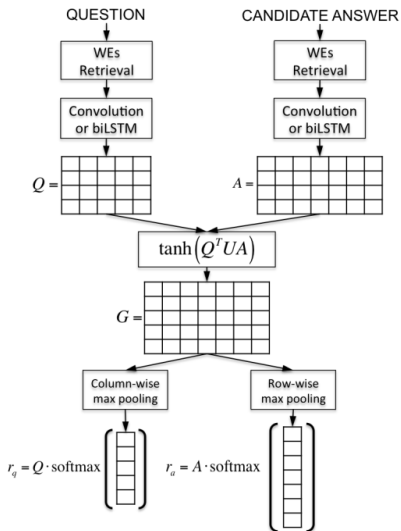 QUESTION
CANDIDATE ANSWER
WEs
Retrieval
WEs
Retrieval
Convolution
or biLSTM
Convolution
or biLSTM
Q =
A =
tanh(Q^T UA)
G =
Column-wise
max pooling
Row-wise
max pooling
r_q = Q · softmax
r_a = A · softmax